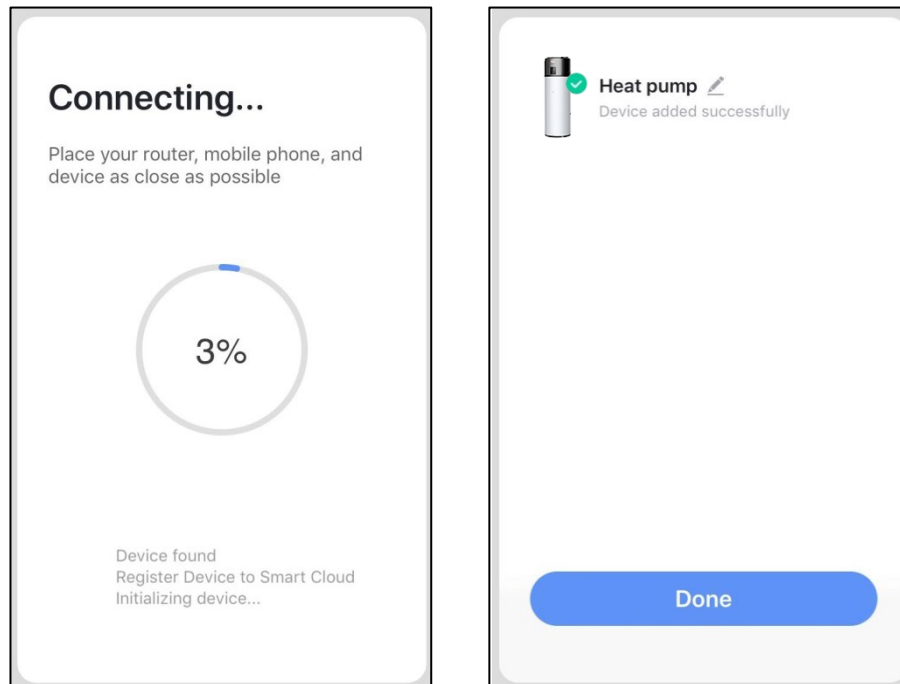 Connecting...
Place your router, mobile phone, and
device as close as possible
3%
Device found
Register Device to Smart Cloud
Initializing device...
Heat pump
Device added successfully
Done